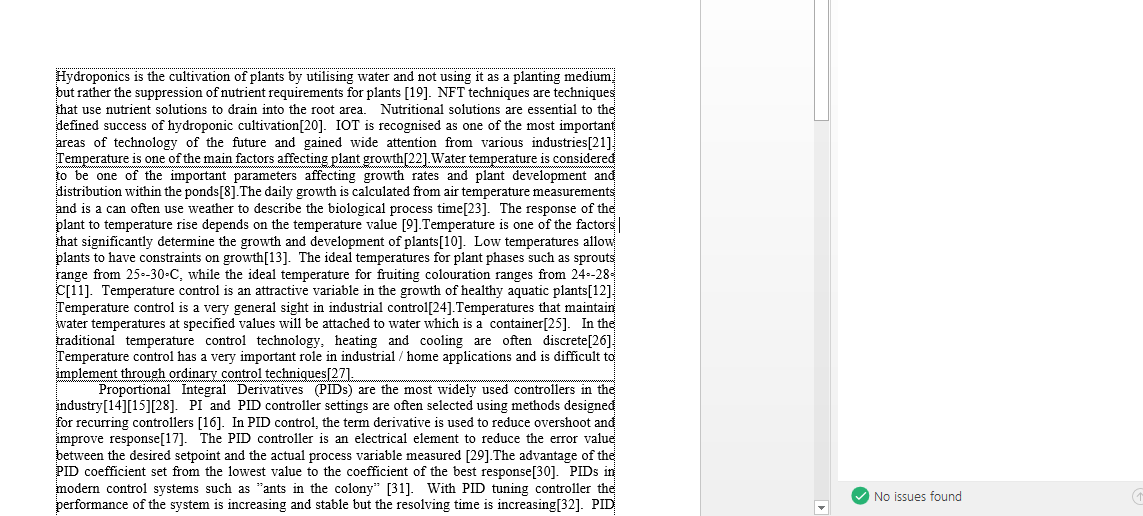 Hydroponics is the cultivation of plants by utilising water and not using it as a planting medium,
but rather the suppression of nutrient requirements for plants [19]. NFT techniques are techniques
that use nutrient solutions to drain into the root area. Nutritional solutions are essential to the
defined success of hydroponic cultivation[20]. IOT is recognised as one of the most important
areas of technology of the future and gained wide attention from various industries[21].
Temperature is one of the main factors affecting plant growth[22].Water temperature is considered
to be one of the important parameters affecting growth rates and plant development and
distribution within the ponds[8].The daily growth is calculated from air temperature measurements
and is a can often use weather to describe the biological process time[23]. The response of the
plant to temperature rise depends on the temperature value [9].Temperature is one of the factors
that significantly determine the growth and development of plants[10]. Low temperatures allow
plants to have constraints on growth[13]. The ideal temperatures for plant phases such as sprouts
range from 25∘-30∘C, while the ideal temperature for fruiting colouration ranges from 24∘-28∘
C[11]. Temperature control is an attractive variable in the growth of healthy aquatic plants[12].
Temperature control is a very general sight in industrial control[24].Temperatures that maintain
water temperatures at specified values will be attached to water which is a container[25]. In the
traditional temperature control technology, heating and cooling are often discrete[26].
Temperature control has a very important role in industrial / home applications and is difficult to
implement through ordinary control techniques[27].
Proportional Integral Derivatives (PIDs) are the most widely used controllers in the
industry[14][15][28]. PI and PID controller settings are often selected using methods designed
for recurring controllers [16]. In PID control, the term derivative is used to reduce overshoot and
improve response[17]. The PID controller is an electrical element to reduce the error value
between the desired setpoint and the actual process variable measured [29].The advantage of the
PID coefficient set from the lowest value to the coefficient of the best response[30]. PIDs in
modern control systems such as ”ants in the colony” [31]. With PID tuning controller the
performance of the system is increasing and stable but the resolving time is increasing[32]. PID
No issues found